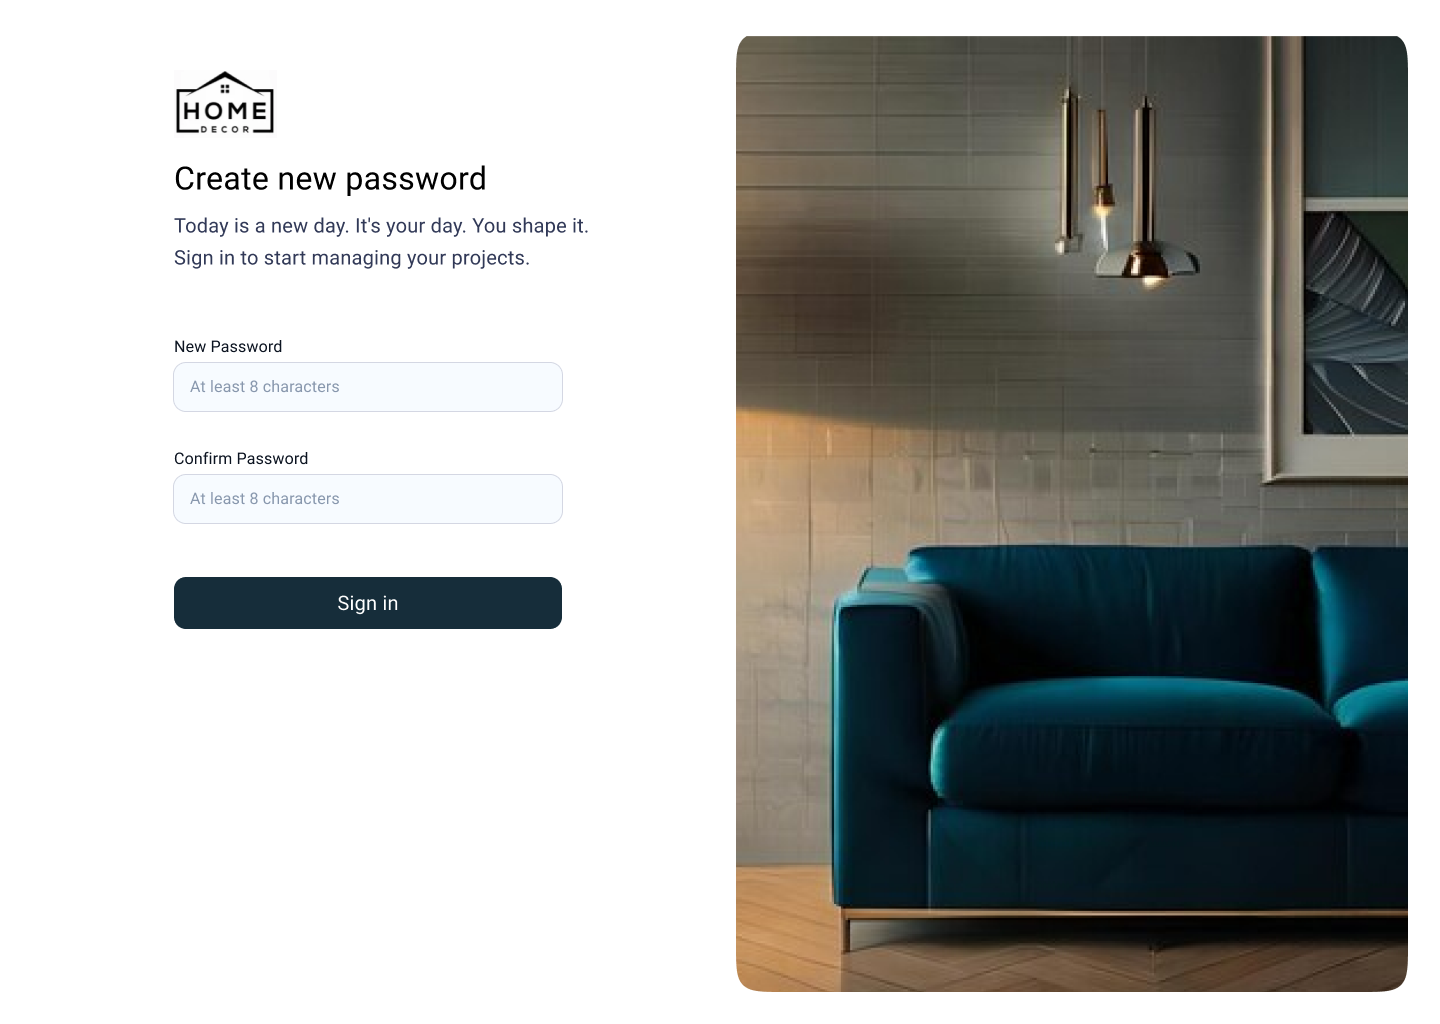 HOME
DECOR
Create new password
Today is a new day. It's your day. You shape it.
Sign in to start managing your projects.
New Password
At least 8 characters
Confirm Password
At least 8 characters
Sign in